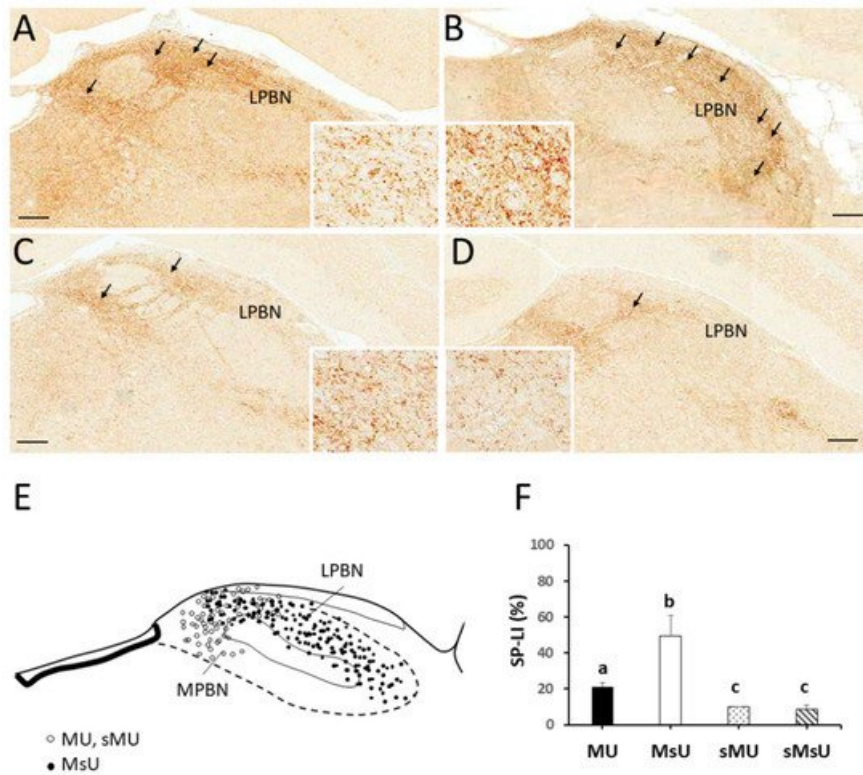 A
B
LPBN
LPBN
C
D
LPBN
LPBN
E
F
LPBN
MPBN
○ MU, sMU
● MsU
SP-LI (%)
100
80
60
40
20
0
a
b
c
c
MU
MsU
sMU
sMsU